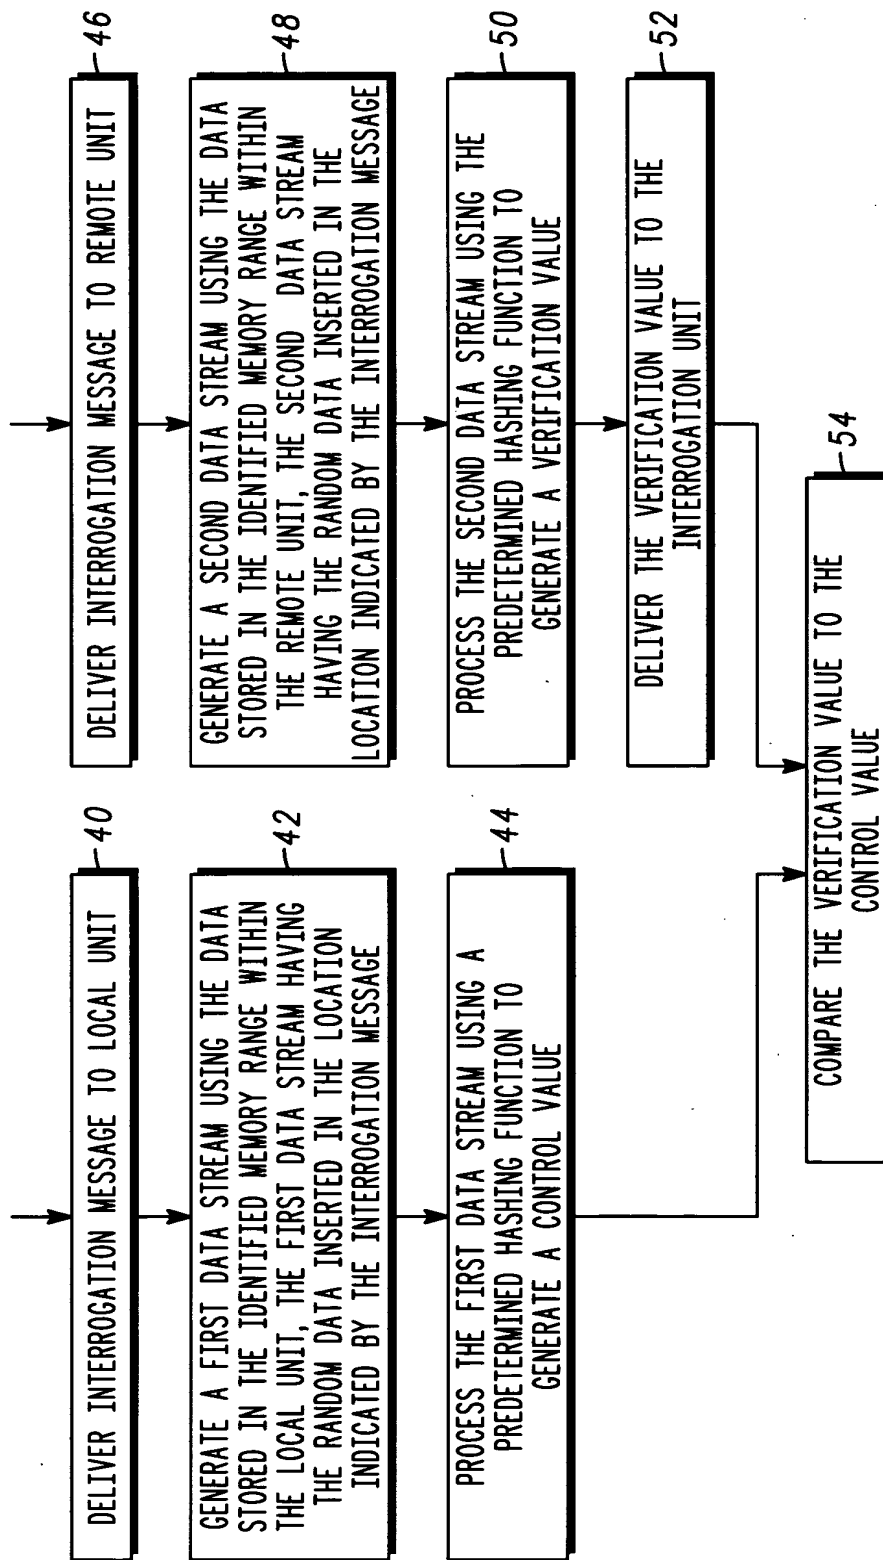 DELIVER INTERROGATION MESSAGE TO LOCAL UNIT
40
GENERATE A FIRST DATA STREAM USING THE DATA
STORED IN THE IDENTIFIED MEMORY RANGE WITHIN
THE LOCAL UNIT, THE FIRST DATA STREAM HAVING
THE RANDOM DATA INSERTED IN THE LOCATION
INDICATED BY THE INTERROGATION MESSAGE
42
PROCESS THE FIRST DATA STREAM USING A
PREDETERMINED HASHING FUNCTION TO
GENERATE A CONTROL VALUE
44
DELIVER INTERROGATION MESSAGE TO REMOTE UNIT
46
GENERATE A SECOND DATA STREAM USING THE DATA
STORED IN THE IDENTIFIED MEMORY RANGE WITHIN
THE REMOTE UNIT, THE SECOND DATA STREAM
HAVING THE RANDOM DATA INSERTED IN THE
LOCATION INDICATED BY THE INTERROGATION MESSAGE
48
PROCESS THE SECOND DATA STREAM USING THE
PREDETERMINED HASHING FUNCTION TO
GENERATE A VERIFICATION VALUE
50
DELIVER THE VERIFICATION VALUE TO THE
INTERROGATION UNIT
52
COMPARE THE VERIFICATION VALUE TO THE
CONTROL VALUE
54